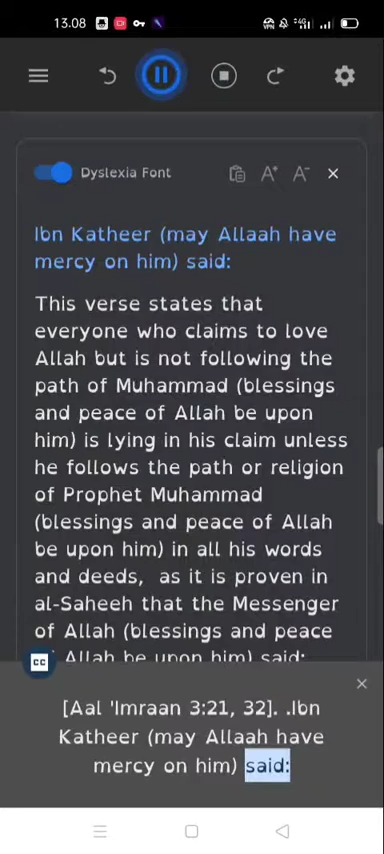 13.08
Dyslexia Font
A+ A-
Ibn Katheer (may Allaah have
mercy on him) said:
This verse states that
everyone who claims to love
Allah but is not following the
path of Muhammad (blessings
and peace of Allah be upon
him) is lying in his claim unless
he follows the path or religion
of Prophet Muhammad
(blessings and peace of Allah
be upon him) in all his words
and deeds, as it is proven in
al-Saheeh that the Messenger
of Allah (blessings and peace
of Allah be upon him) said:
CC
[Aal 'Imraan 3:21, 32]. .Ibn
Katheer (may Allaah have
mercy on him) said: